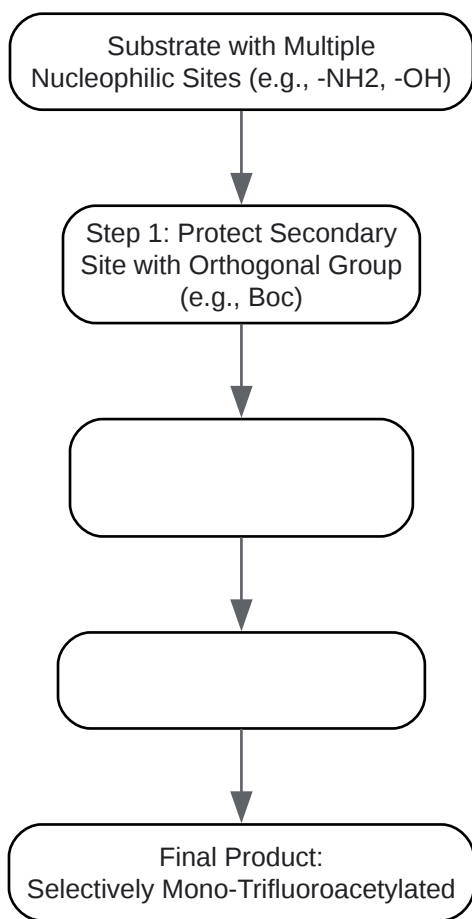 Substrate with Multiple
Nucleophilic Sites (e.g., -NH2, -OH)
Step 1: Protect Secondary
Site with Orthogonal Group
(e.g., Boc)
Final Product:
Selectively Mono-Trifluoroacetylated